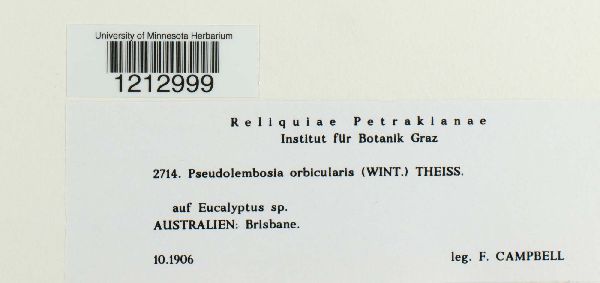 University of Minnesota Herbarium
1212999
Reliquiae Petrakianae
Institut für Botanik Graz
2714. Pseudolembosia orbicularis (WINT.) THEISS.
auf Eucalyptus sp.
AUSTRALIEN: Brisbane.
10.1906 leg. F. CAMPBELL